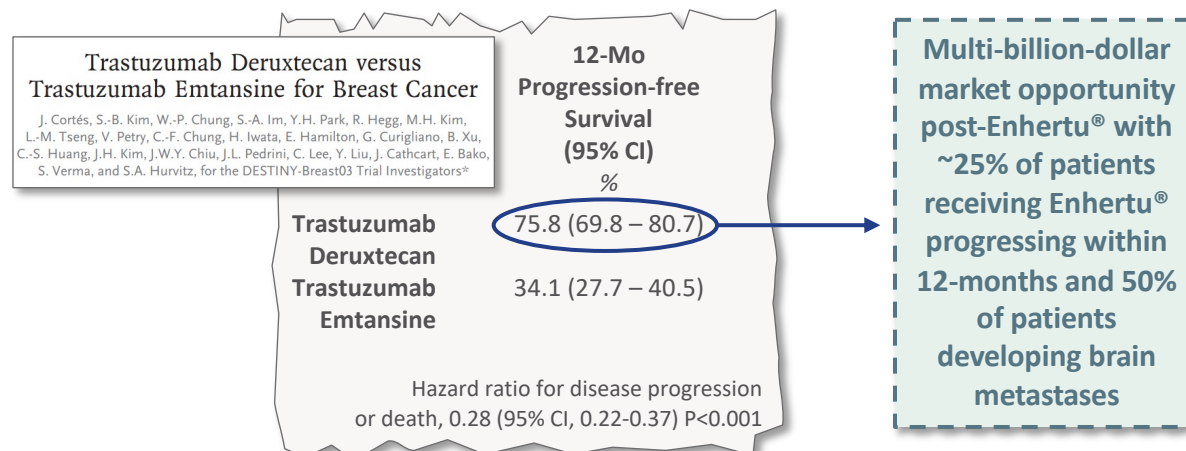 Trastuzumab Deruxtecan versus
Trastuzumab Emtansine for Breast Cancer
J. Cortés, S.-B. Kim, W.-P. Chung, S.-A. Im, Y.H. Park, R. Hegg, M.H. Kim,
L.-M. Tseng, V. Petry, C.-F. Chung, H. Iwata, E. Hamilton, G. Curigliano, B. Xu,
C.-S. Huang, J.H. Kim, J.W.Y. Chiu, J.L. Pedrini, C. Lee, Y. Liu, J. Cathcart, E. Bako,
S. Verma, and S.A. Hurvitz, for the DESTINY-Breast03 Trial Investigators*
12-Mo
Progression-free
Survival
(95% CI)
%
Trastuzumab 75.8 (69.8 – 80.7)
Deruxtecan
Trastuzumab 34.1 (27.7 – 40.5)
Emtansine
Hazard ratio for disease progression
or death, 0.28 (95% CI, 0.22-0.37) P<0.001
Multi-billion-dollar
market opportunity
post-Enhertu® with
~25% of patients
receiving Enhertu®
progressing within
12-months and 50%
of patients
developing brain
metastases